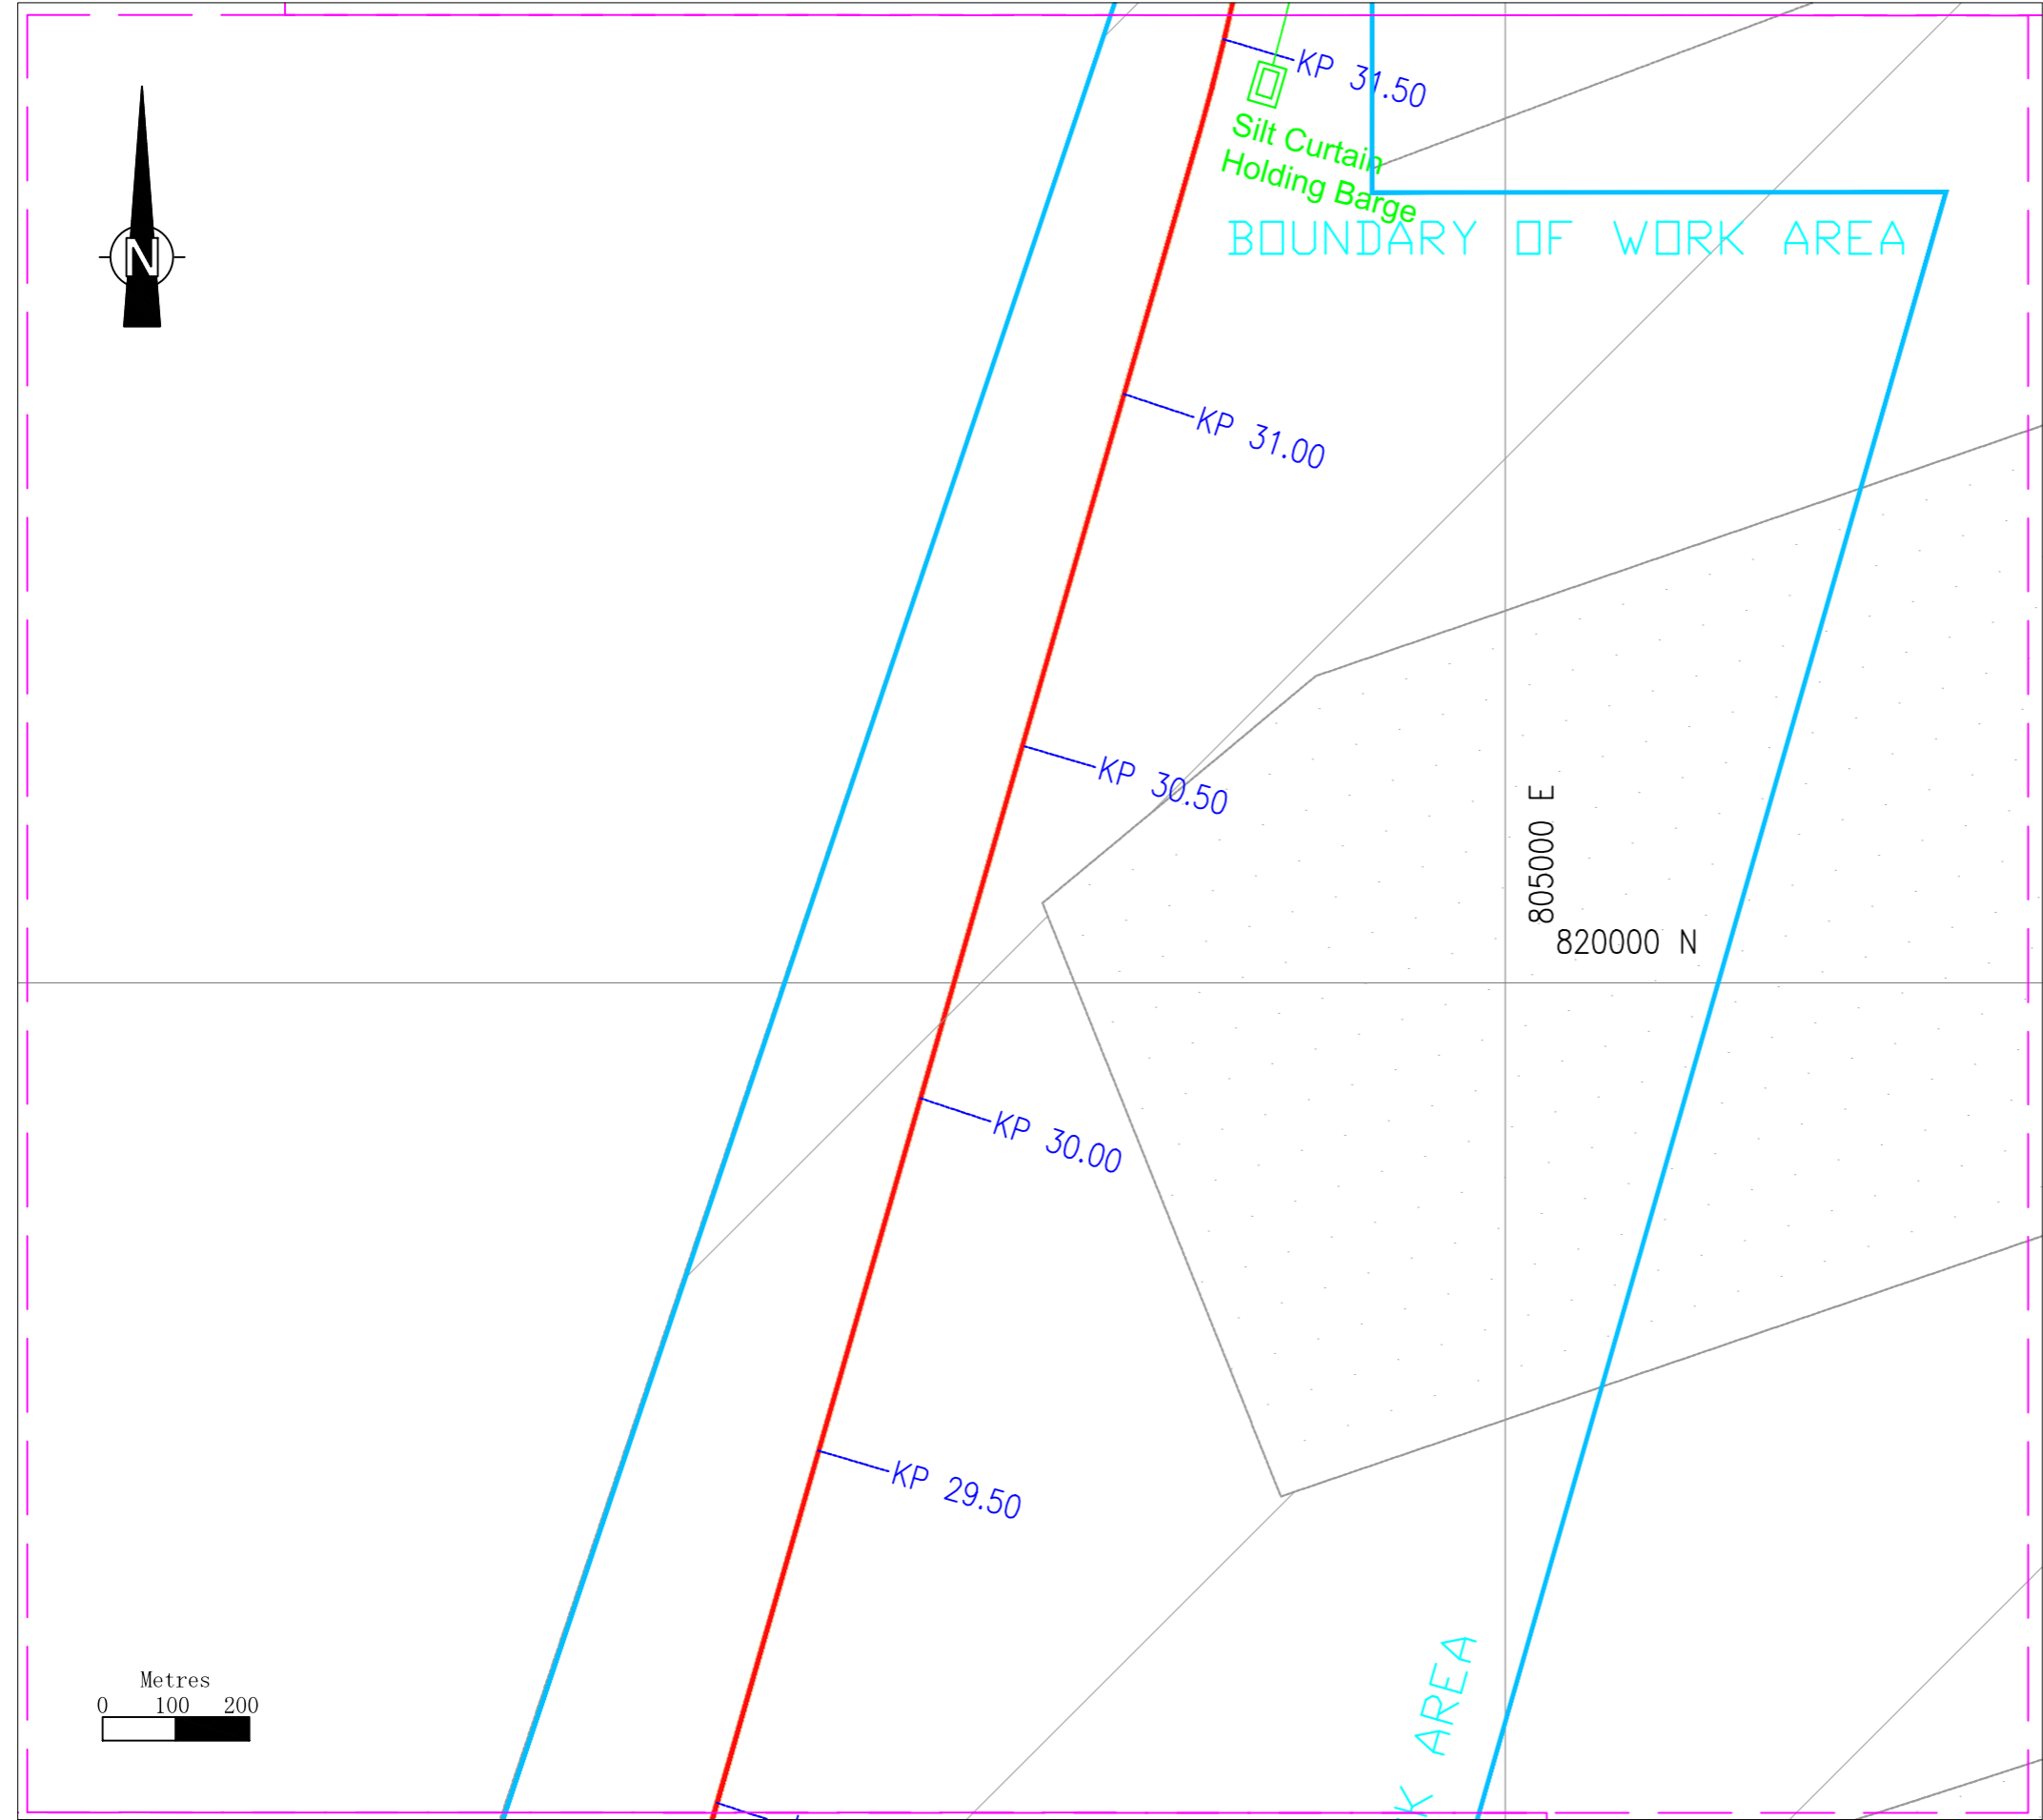 KP 31.50
Silt Curtain
Holding Barge
N
BOUNDARY OF WORK AREA
KP 31.00
KP 30.50
805000 E
820000 N
KP 30.00
KP 29.50
Metres
0 100 200
K AREA